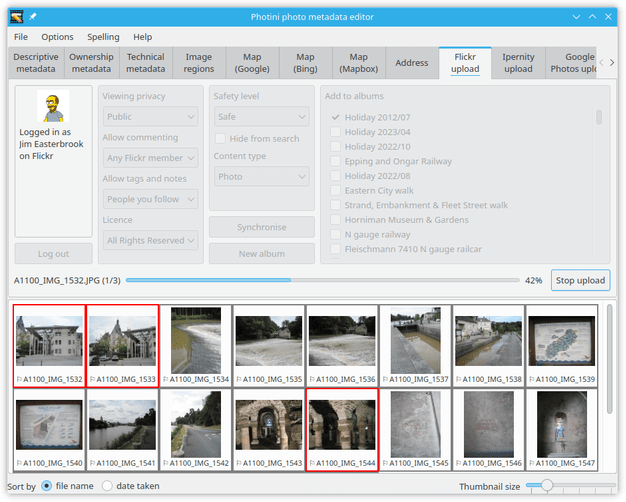 Photini photo metadata editor
File Options Spelling Help
Descriptive metadata
Ownership metadata
Technical metadata
Image regions
Map (Google)
Map (Bing)
Map (Mapbox)
Address
Flickr upload
Ipernity upload
Google Photos uplo
Logged in as
Jim Easterbrook
on Flickr
Log out
Viewing privacy
Public
Allow commenting
Any Flickr member
Allow tags and notes
People you follow
Licence
All Rights Reserved
Safety level
Safe
Hide from search
Content type
Photo
Synchronise
New album
Add to albums
Holiday 2012/07
Holiday 2023/04
Holiday 2022/10
Epping and Ongar Railway
Holiday 2022/08
Eastern City walk
Strand, Embankment & Fleet Street walk
Horniman Museum & Gardens
N gauge railway
Fleischmann 7410 N gauge railcar
A1100_IMG_1532.JPG (1/3) 42% Stop upload
A1100_IMG_1532 A1100_IMG_1533 A1100_IMG_1534 A1100_IMG_1535 A1100_IMG_1536 A1100_IMG_1537 A1100_IMG_1538 A1100_IMG_1539
A1100_IMG_1540 A1100_IMG_1541 A1100_IMG_1542 A1100_IMG_1543 A1100_IMG_1544 A1100_IMG_1545 A1100_IMG_1546 A1100_IMG_1547
Sort by file name date taken Thumbnail size